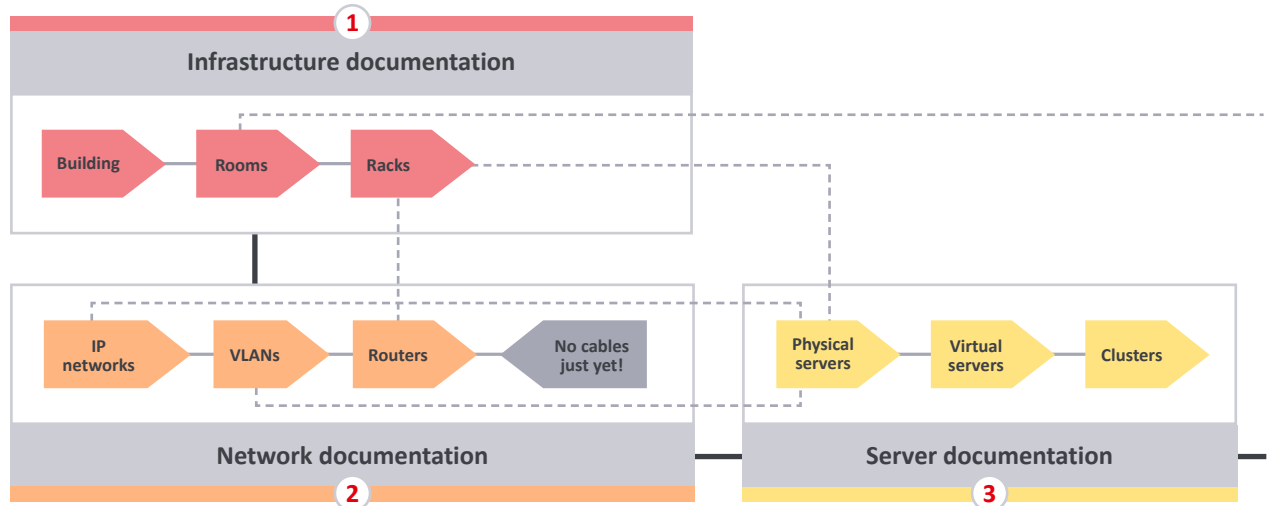 1
Infrastructure documentation
Building
Rooms
Racks
IP
networks
VLANs
Routers
No cables
just yet!
Physical
servers
Virtual
servers
Clusters
Network documentation
2
Server documentation
3